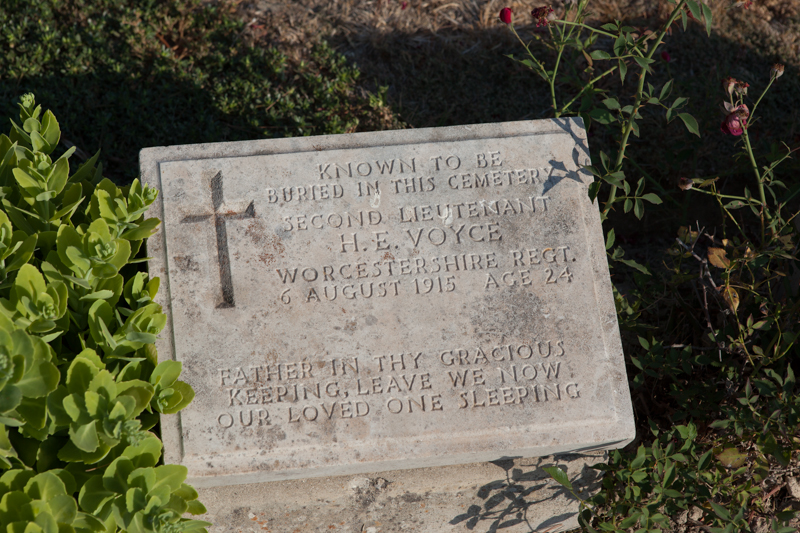 KNOWN TO BE
BURIED IN THIS CEMETERY
SECOND LIEUTENANT
H. E. VOYCE
WORCESTERSHIRE REGT.
6 AUGUST 1915 AGE 24
FATHER IN THY GRACIOUS
KEEPING, LEAVE WE NOW
OUR LOVED ONE SLEEPING